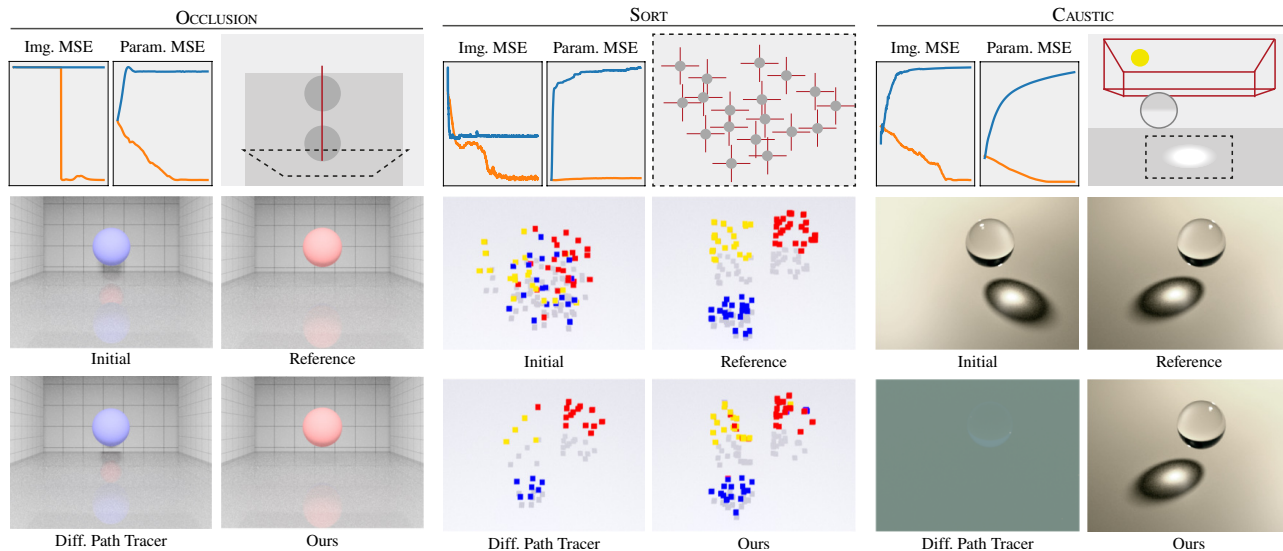 OCCLUSION
SORT
CAUSTIC
Img. MSE Param. MSE
Img. MSE Param. MSE
Img. MSE Param. MSE
Initial Reference
Initial Reference
Initial Reference
Diff. Path Tracer Ours
Diff. Path Tracer Ours
Diff. Path Tracer Ours